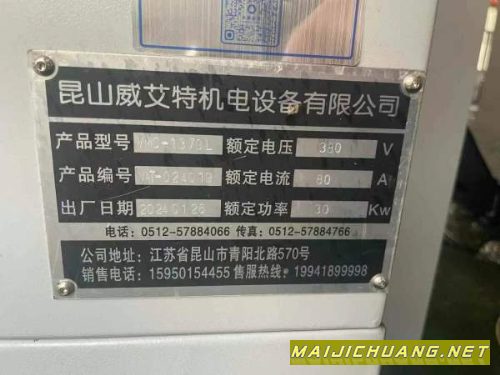 昆山威艾特机电设备有限公司
产品型号 VMC-1370L 额定电压 380 V
产品编号 额定电流 80 A
出厂日期 20240126 额定功率 30 Kw
电话：0512-57884066 传真：0512-57884766
公司地址：江苏省昆山市青阳北路570号
销售电话：15950154455 售服热线：19941899998
MAIJICHUANG.NET